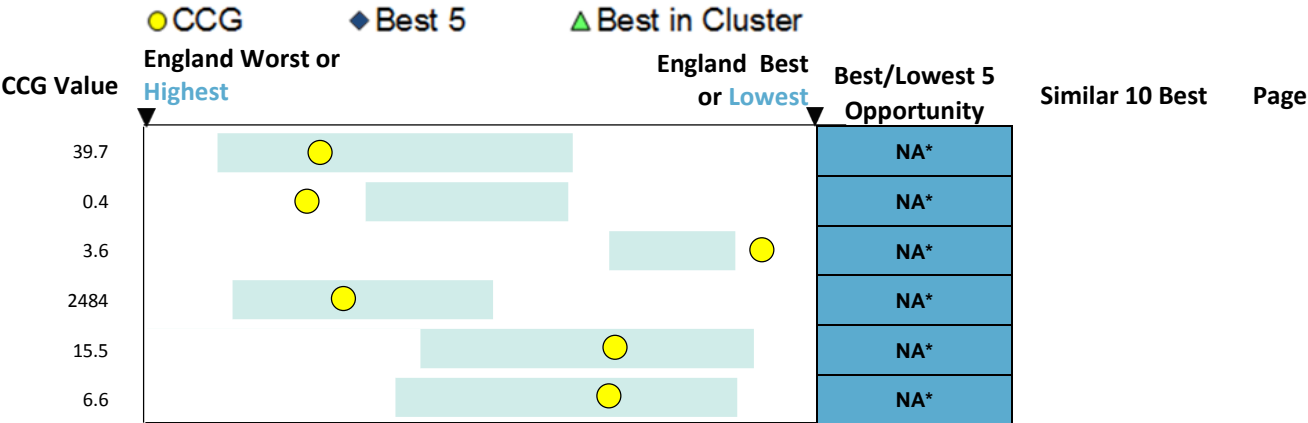 CCG Best 5 Best in Cluster
CCG Value England Worst or Highest England Best or Lowest Best/Lowest 5 Opportunity Similar 10 Best Page
39.7 NA*
0.4 NA*
3.6 NA*
2484 NA*
15.5 NA*
6.6 NA*